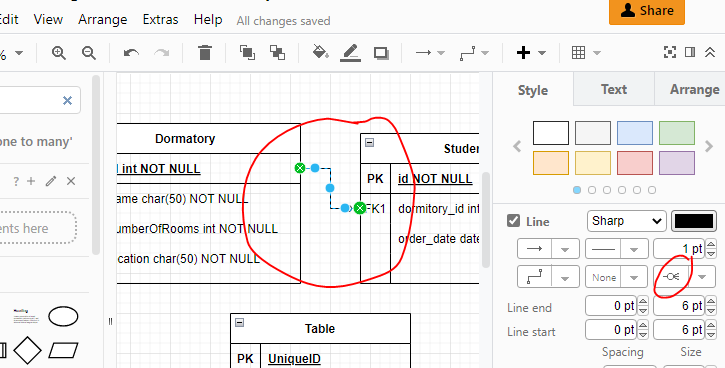 Edit View Arrange Extras Help All changes saved
Share
%
one to many'
?
ents here
Heading
Dormatory
int NOT NULL
ame char(50) NOT NULL
umberOfRooms int NOT NULL
cation char(50) NOT NULL
Studen
PK id NOT NULL
FK1 dormitory_id int
order_date date
Table
PK UniqueID
Style Text Arrange
Line Sharp
1 pt
None
Line end 0 pt 6 pt
Line start 0 pt 6 pt
Spacing Size